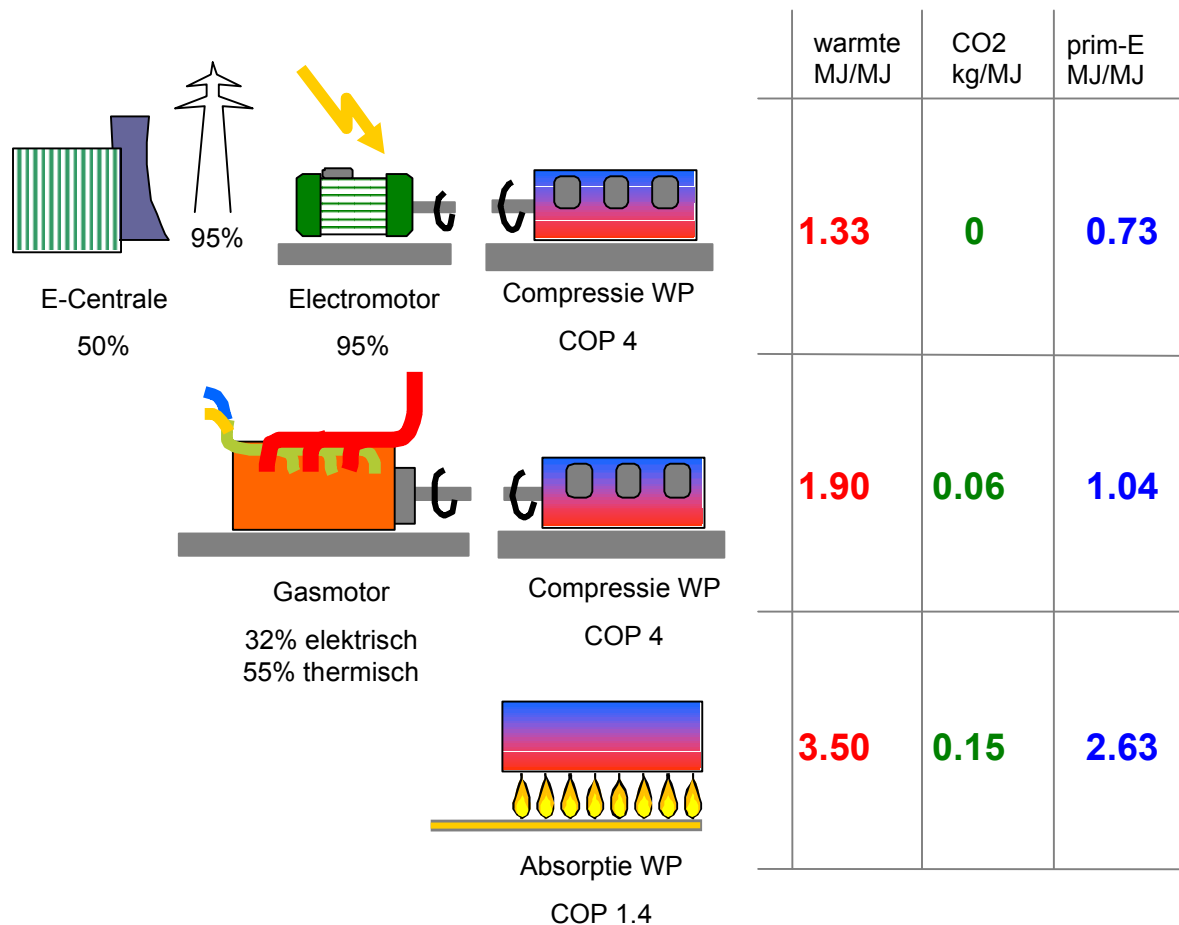 warmte CO2 prim-E
MJ/MJ kg/MJ MJ/MJ
95%
E-Centrale Electromotor Compressie WP
50% 95% COP 4
1.33 0 0.73
Gasmotor Compressie WP
32% elektrisch COP 4
55% thermisch
1.90 0.06 1.04
Absorptie WP
COP 1.4
3.50 0.15 2.63